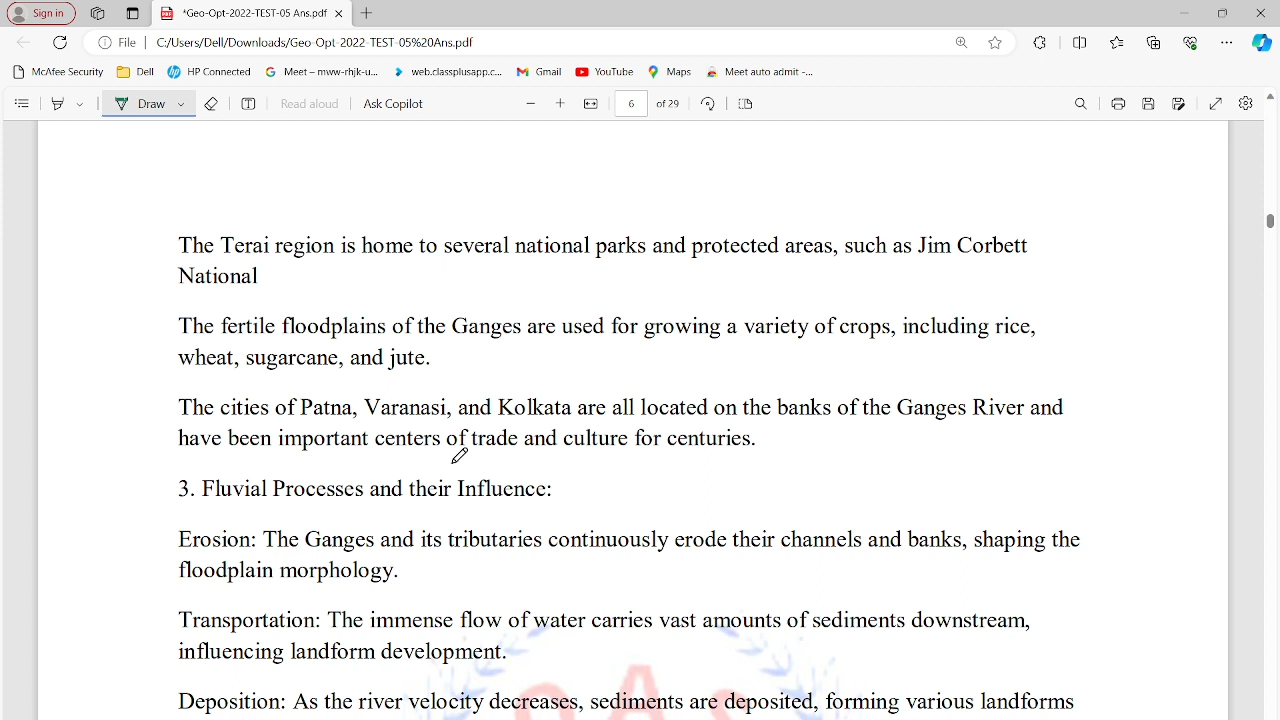 Sign in
*Geo-Opt-2022-TEST-05 Ans.pdf
File
C:/Users/Dell/Downloads/Geo-Opt-2022-TEST-05%20Ans.pdf
McAfee Security
Dell
HP Connected
Meet – mvw-rhjk-u...
web.classplusapp.c...
Gmail
YouTube
Maps
Meet auto admit -...
Draw
Read aloud
Ask Copilot
6 of 29
The Terai region is home to several national parks and protected areas, such as Jim Corbett
National
The fertile floodplains of the Ganges are used for growing a variety of crops, including rice,
wheat, sugarcane, and jute.
The cities of Patna, Varanasi, and Kolkata are all located on the banks of the Ganges River and
have been important centers of trade and culture for centuries.
3. Fluvial Processes and their Influence:
Erosion: The Ganges and its tributaries continuously erode their channels and banks, shaping the
floodplain morphology.
Transportation: The immense flow of water carries vast amounts of sediments downstream,
influencing landform development.
Deposition: As the river velocity decreases, sediments are deposited, forming various landforms